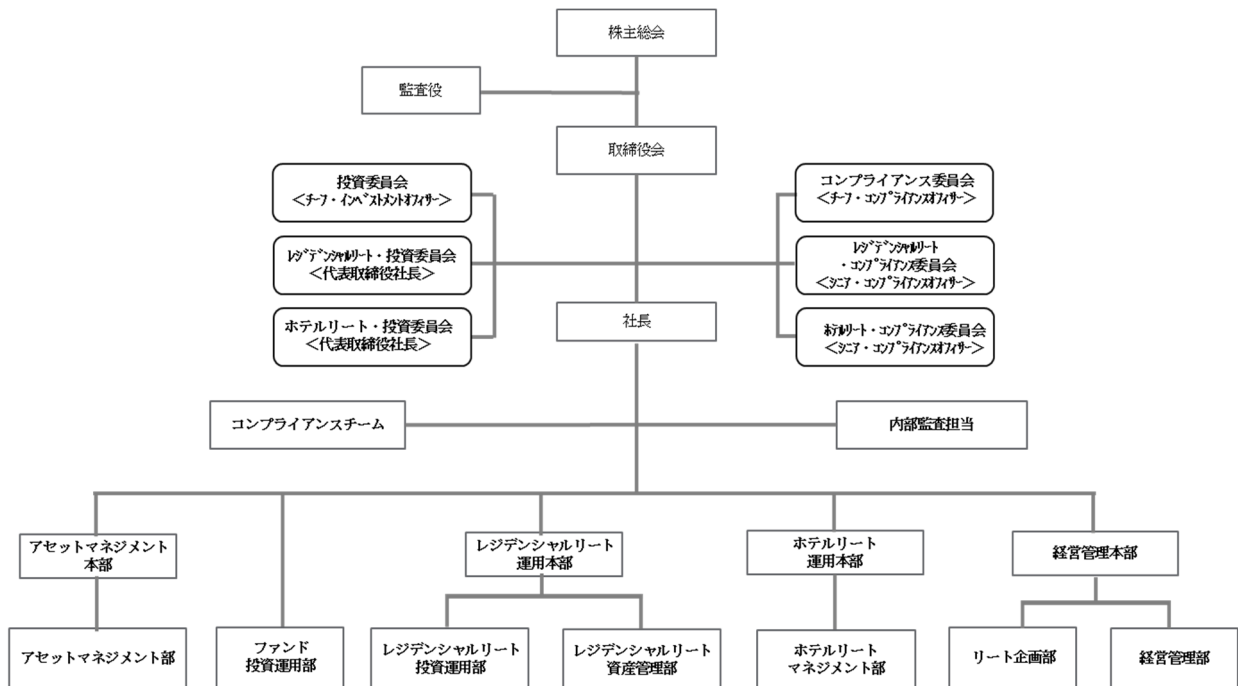 株主総会
監査役
取締役会
投資委員会
＜ﾁｰﾌ・ｲﾝﾍﾞｽﾄﾒﾝﾄｵﾌｨｻｰ＞
コンプライアンス委員会
＜ﾁｰﾌ・ｺﾝﾌﾟﾗｲｱﾝｽｵﾌｨｻｰ＞
ﾚｼﾞﾃﾞﾝｼｬﾙﾘｰﾄ・投資委員会
＜代表取締役社長＞
ﾚｼﾞﾃﾞﾝｼｬﾙﾘｰﾄ
・ｺﾝﾌﾟﾗｲｱﾝｽ委員会
＜ｼﾆｱ・ｺﾝﾌﾟﾗｲｱﾝｽｵﾌｨｻｰ＞
ホテルリート・投資委員会
＜代表取締役社長＞
社長
ﾎﾃﾙﾘｰﾄ・ｺﾝﾌﾟﾗｲｱﾝｽ委員会
＜ｼﾆｱ・ｺﾝﾌﾟﾗｲｱﾝｽｵﾌｨｻｰ＞
コンプライアンスチーム
内部監査担当
アセットマネジメント
本部
レジデンシャルリート
運用本部
ホテルリート
運用本部
経営管理本部
アセットマネジメント部
ファンド
投資運用部
レジデンシャルリート
投資運用部
レジデンシャルリート
資産管理部
ホテルリート
マネジメント部
リート企画部
経営管理部